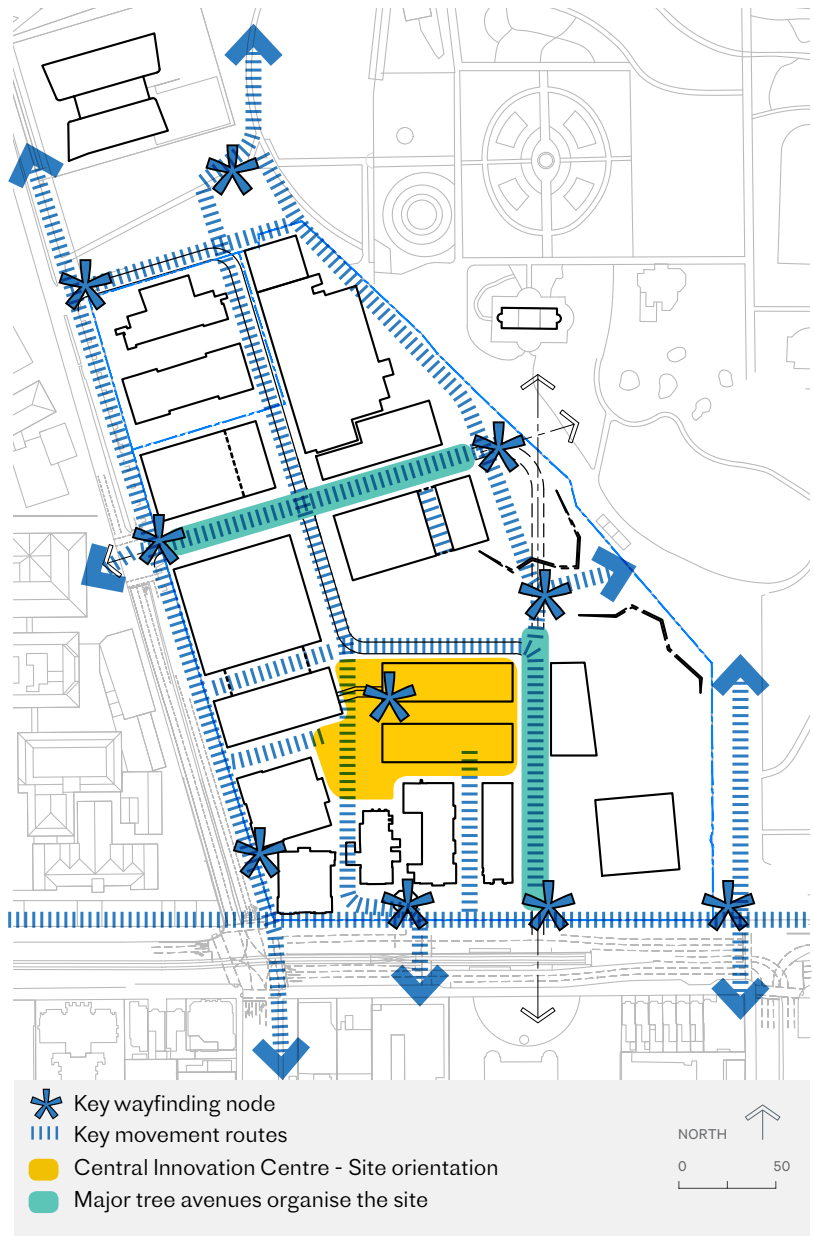 Key wayfinding node
Key movement routes
Central Innovation Centre - Site orientation
Major tree avenues organise the site
NORTH
0 50